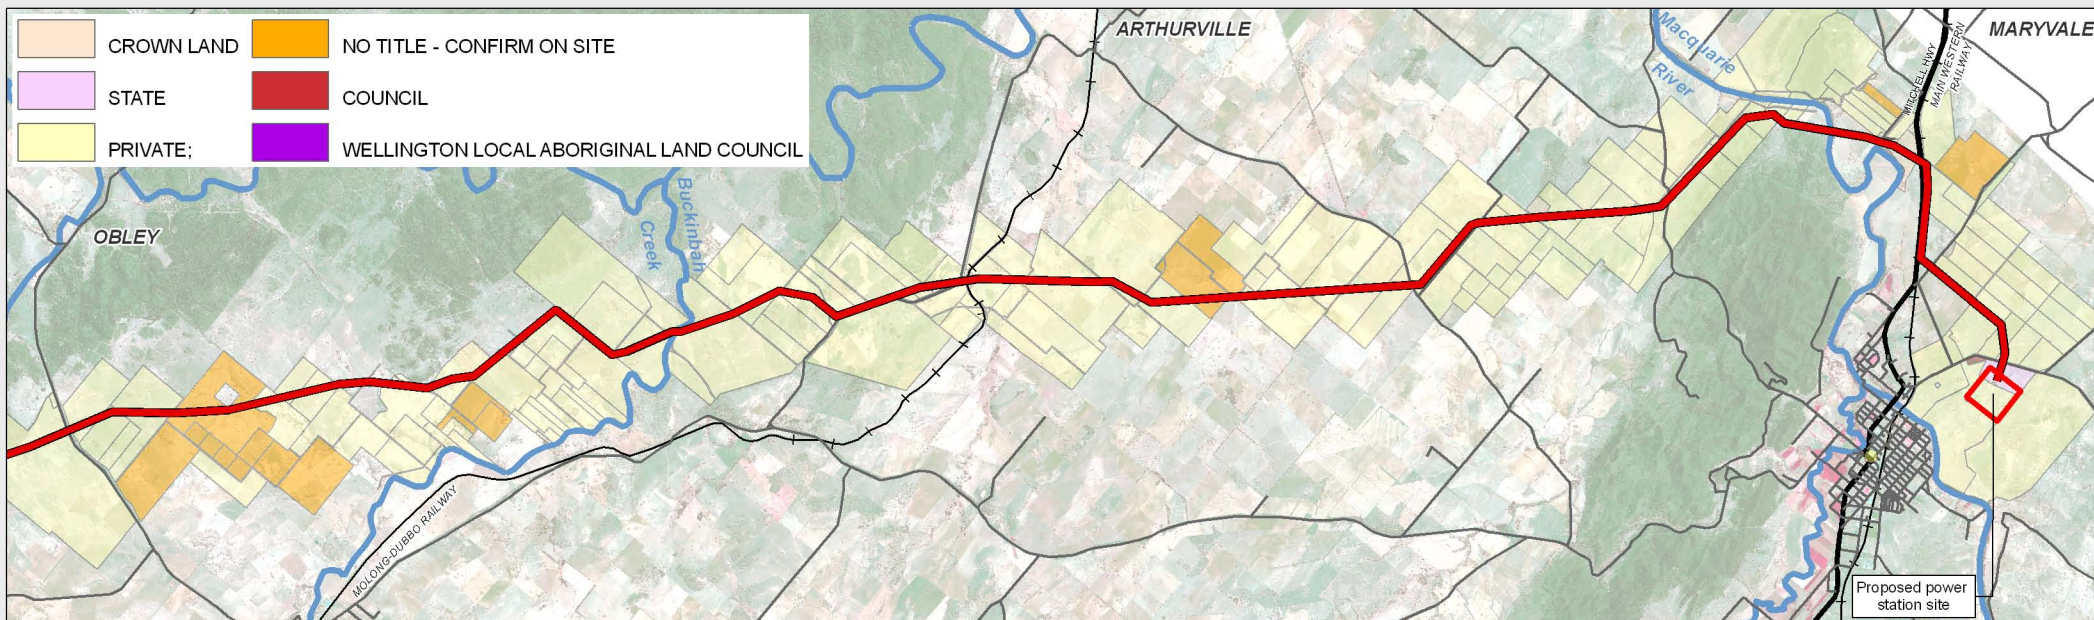 CROWN LAND
NO TITLE - CONFIRM ON SITE
STATE
COUNCIL
PRIVATE;
WELLINGTON LOCAL ABORIGINAL LAND COUNCIL
ARTHURVILLE
Macquarie
River
MITCHELL HWY
MAIN WESTERN
RAILWAY
MARYVALE
OBLEY
Buckinbah
Creek
MOLONG-DUBBO RAILWAY
Proposed power
station site